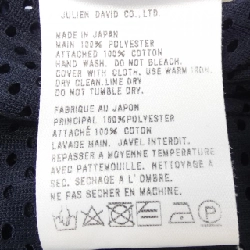 JULIEN DAVID CO.,LTD.
MADE IN JAPAN
MAIN 100% POLYESTER
ATTACHED 100% COTTON
HAND WASH. DO NOT BLEACH.
COVER WITH CLOTH, USE WARM IRON.
DRY CLEAN. LINE DRY.
DO NOT TUMBLE DRY.
FABRIQUE AU JAPON
PRINCIPAL 100% POLYESTER
ATTACHÉ 100% COTTON
LAVAGE MAIN. JAVEL INTERDIT.
REPASSER A MOYENNE TEMPERATURE
AVEC PATTEMOUILLE. NETTOYAGE A
SEC. SECHAGE A L'OMBRE.
NE PAS SECHER EN MACHINE.